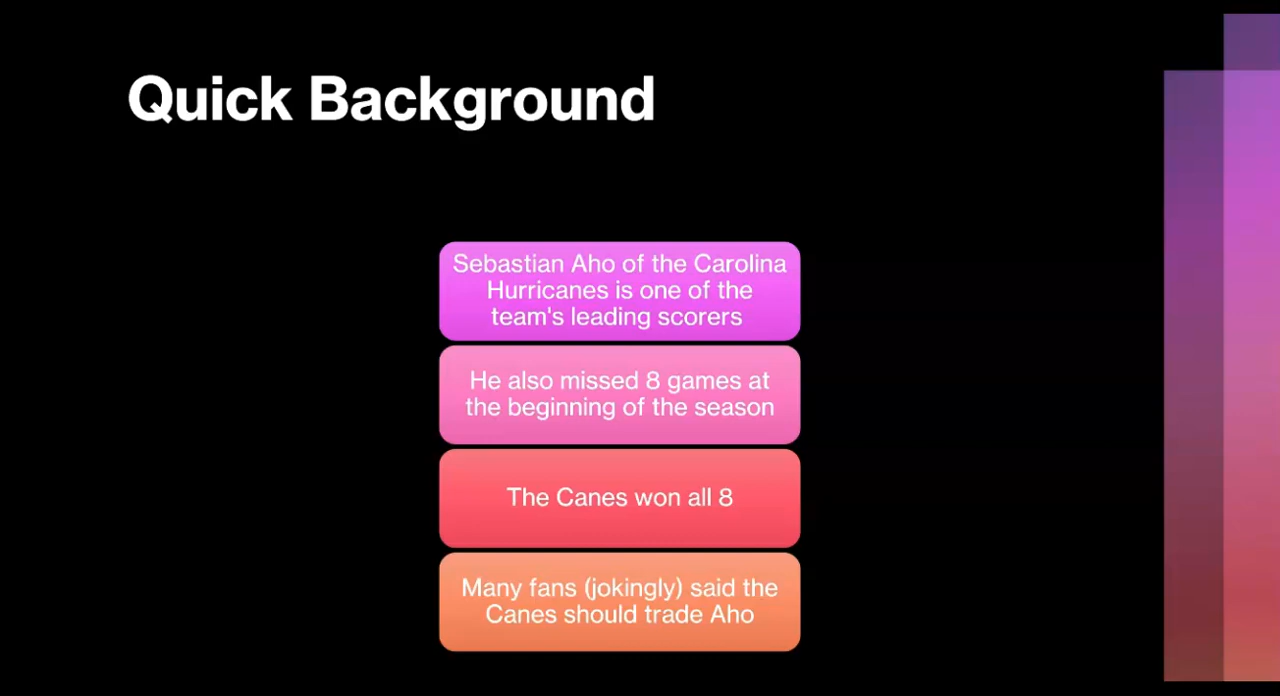 Quick Background
Sebastian Aho of the Carolina
Hurricanes is one of the
team's leading scorers
He also missed 8 games at
the beginning of the season
The Canes won all 8
Many fans (jokingly) said the
Canes should trade Aho